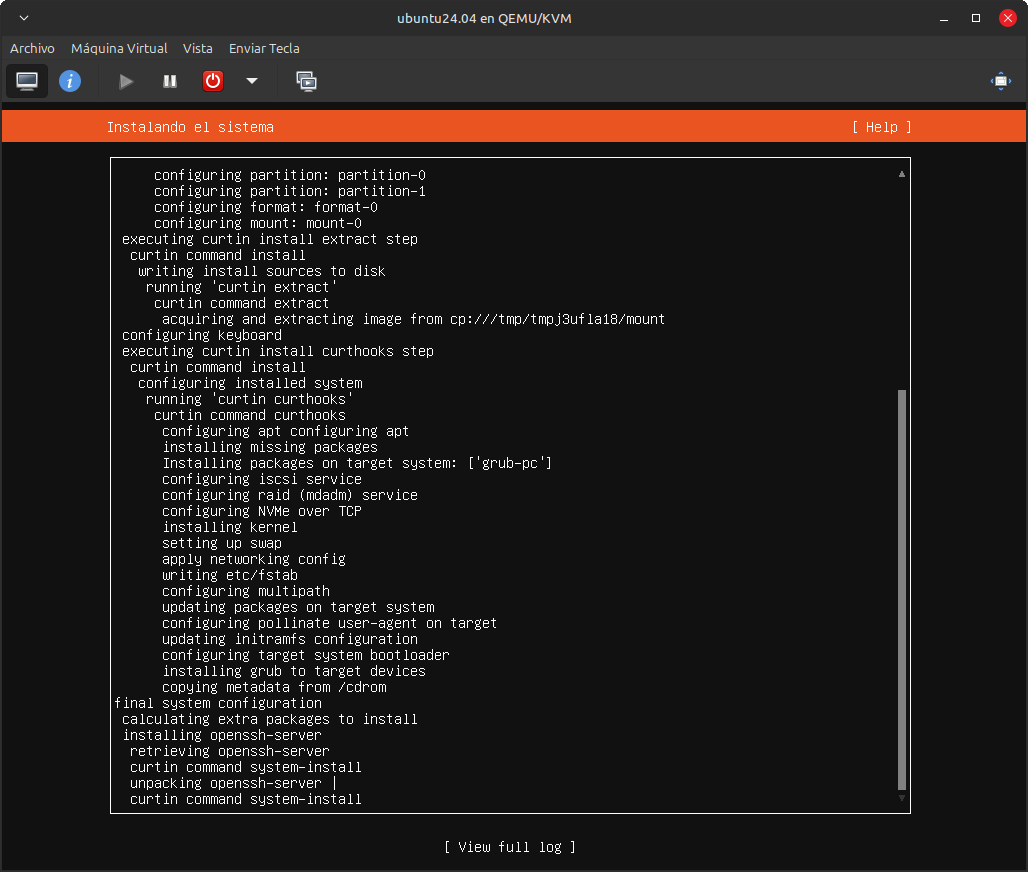 ubuntu24.04 en QEMU/KVM
Archivo Máquina Virtual Vista Enviar Tecla
Instalando el sistema [ Help ]
configuring partition: partition-0
configuring partition: partition-1
configuring format: format-0
configuring mount: mount-0
executing curtin install extract step
curtin command install
writing install sources to disk
running 'curtin extract'
curtin command extract
acquiring and extracting image from cp:///tmp/tmpj3ufla18/mount
configuring keyboard
executing curtin install curthooks step
curtin command install
configuring installed system
running 'curtin curthooks'
curtin command curthooks
configuring apt configuring apt
installing missing packages
Installing packages on target system: ['grub-pc']
configuring iscsi service
configuring raid (mdadm) service
configuring NVMe over TCP
installing kernel
setting up swap
apply networking config
writing etc/fstab
configuring multipath
updating packages on target system
configuring pollinate user-agent on target
updating initramfs configuration
configuring target system bootloader
installing grub to target devices
copying metadata from /cdrom
final system configuration
calculating extra packages to install
installing openssh-server
retrieving openssh-server
curtin command system-install
unpacking openssh-server |
curtin command system-install
[ View full log ]